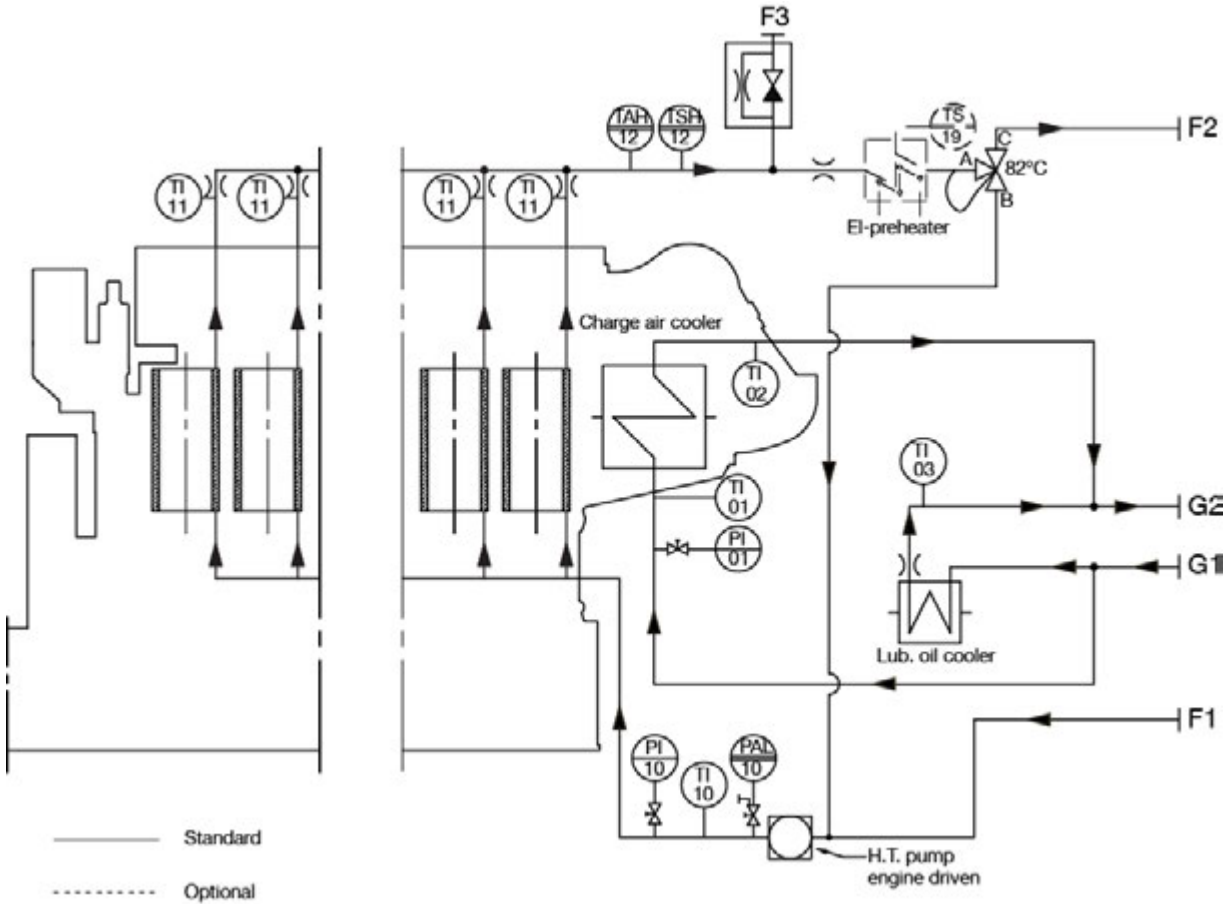 F3
TAH
12
TSH
12
TS
19
C
F2
A
82°C
B
TI
11
TI
11
TI
11
TI
11
El-preheater
Charge air cooler
TI
02
TI
03
TI
01
G2
PI
01
G1
Lub. oil cooler
F1
PI
10
TI
10
PAL
10
Standard
H.T. pump
engine driven
Optional